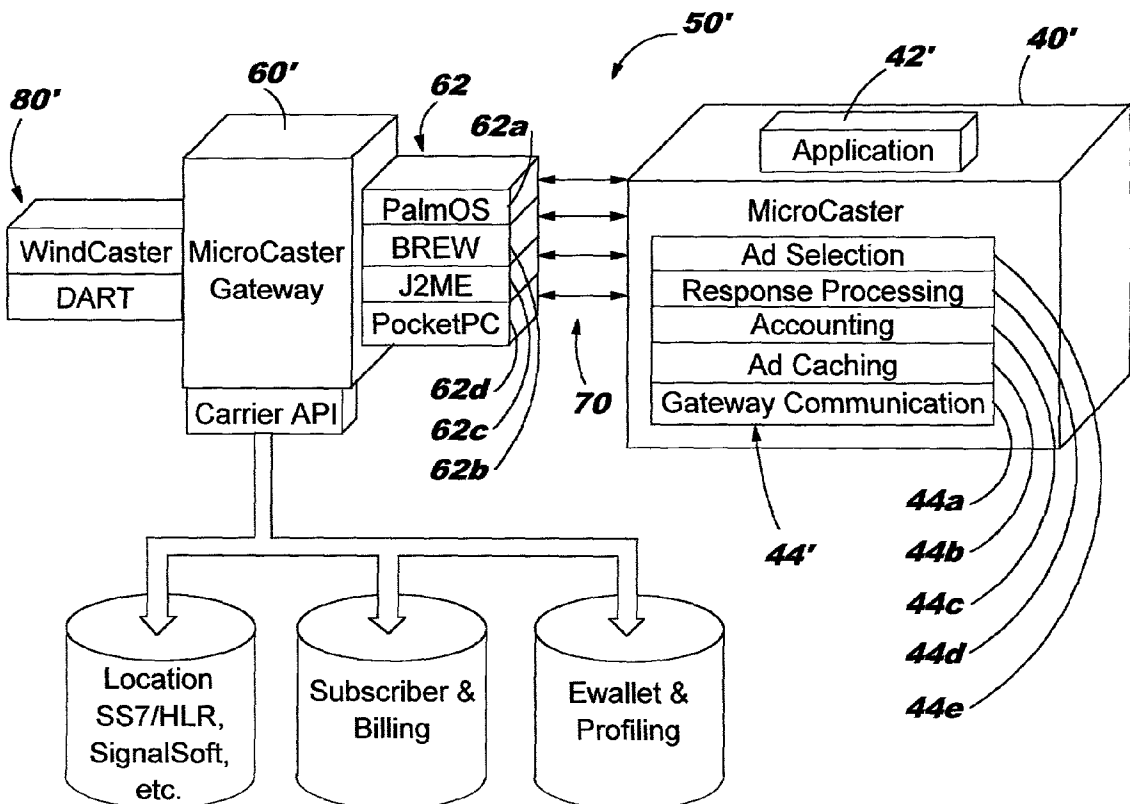 50'
40'
60'
62
42'
80'
62a
Application
PalmOS
MicroCaster
WindCaster
MicroCaster
Gateway
BREW
Ad Selection
DART
J2ME
Response Processing
PocketPC
Accounting
Ad Caching
62d
70
Carrier API
Gateway Communication
62c
62b
44a
44'
44b
44c
44d
44e
Location
SS7/HLR,
SignalSoft,
etc.
Subscriber &
Billing
Ewallet &
Profiling